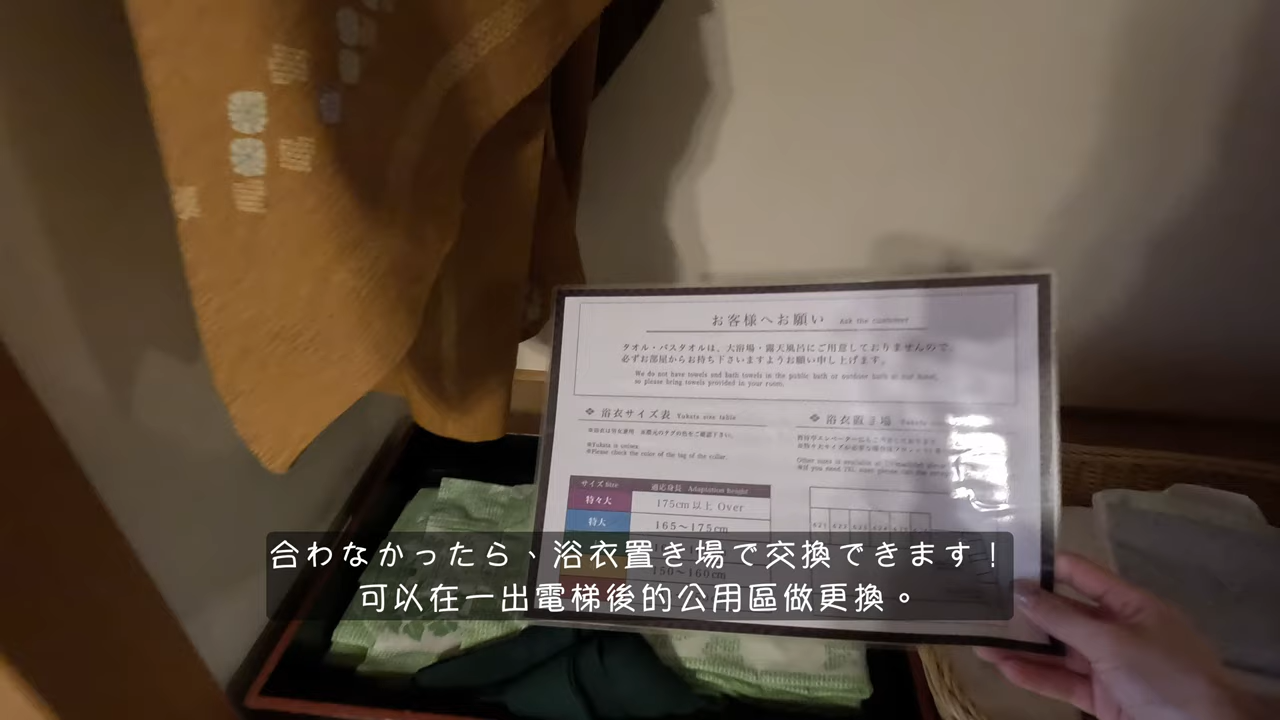 お客様へお願い Ask the customer
タオル・バスタオルは、大浴場・露天風呂にご用意しておりませんので、
必ずお部屋からお持ち下さいますようお願い申し上げます。
We do not have towels and bath towels in the public bath or outdoor bath at our hotel,
so please bring towels provided in your room.
❖ 浴衣サイズ表 Yukata size table
※Yukata is unisex.
※Please check the color of the tag of the collar.
サイズ Size 適応身長 Adaptation height
特々大 175cm以上 Over
特大 165〜175cm
150〜160cm
❖ 浴衣置き場
合わなかったら、浴衣置き場で交換できます！
可以在一出電梯後的公用區做更換。